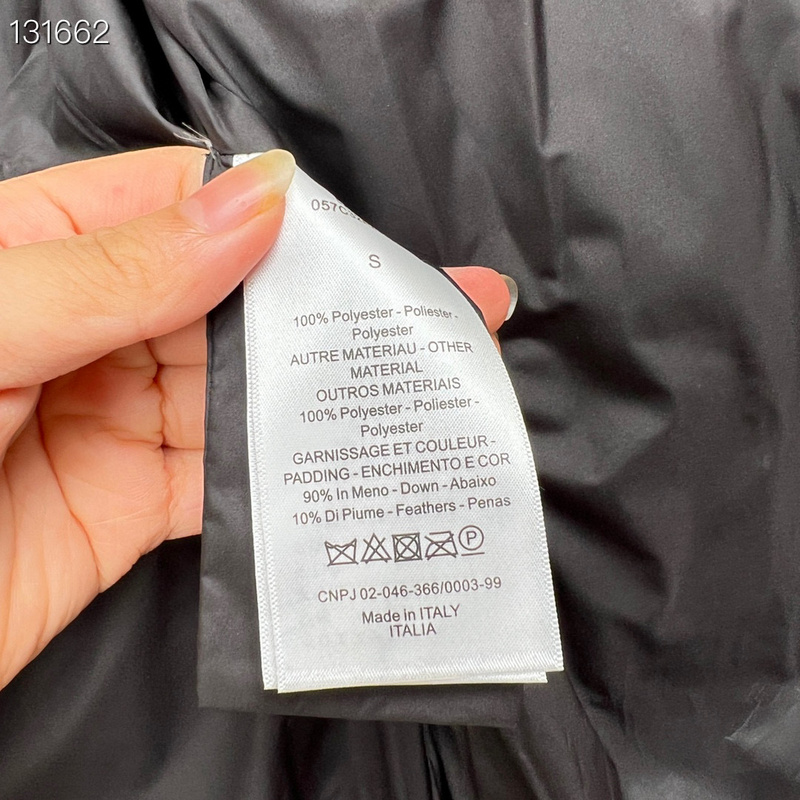 131662
S
100% Polyester - Poliester -
Polyester
AUTRE MATERIAU - OTHER
MATERIAL
OUTROS MATERIAIS
100% Polyester - Poliester -
Polyester
GARNISSAGE ET COULEUR -
PADDING - ENCHIMENTO E COR
90% In Meno - Down - Abaixo
10% Di Piume - Feathers - Penas
P
CNPJ 02-046-366/0003-99
Made in ITALY
ITALIA